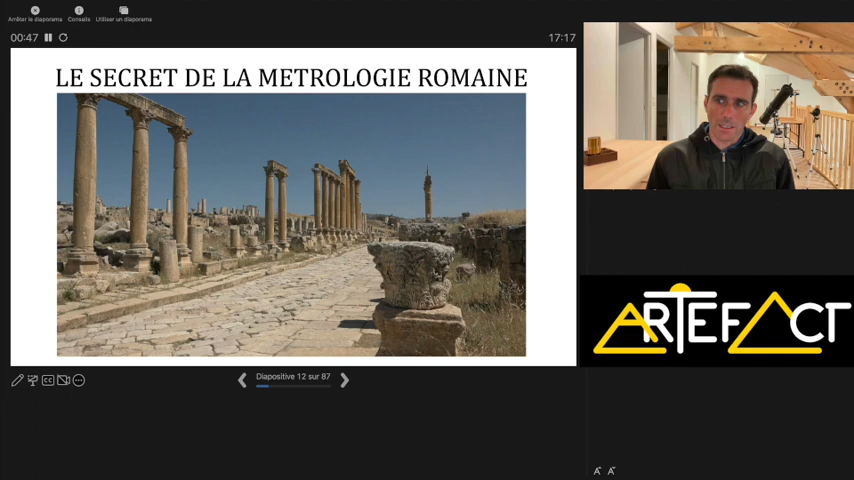 Arrêter le diaporama Conseils Utiliser un diaporama
00:47 17:17
LE SECRET DE LA METROLOGIE ROMAINE
ARTEFACT
CC
Diapositive 12 sur 87
A A